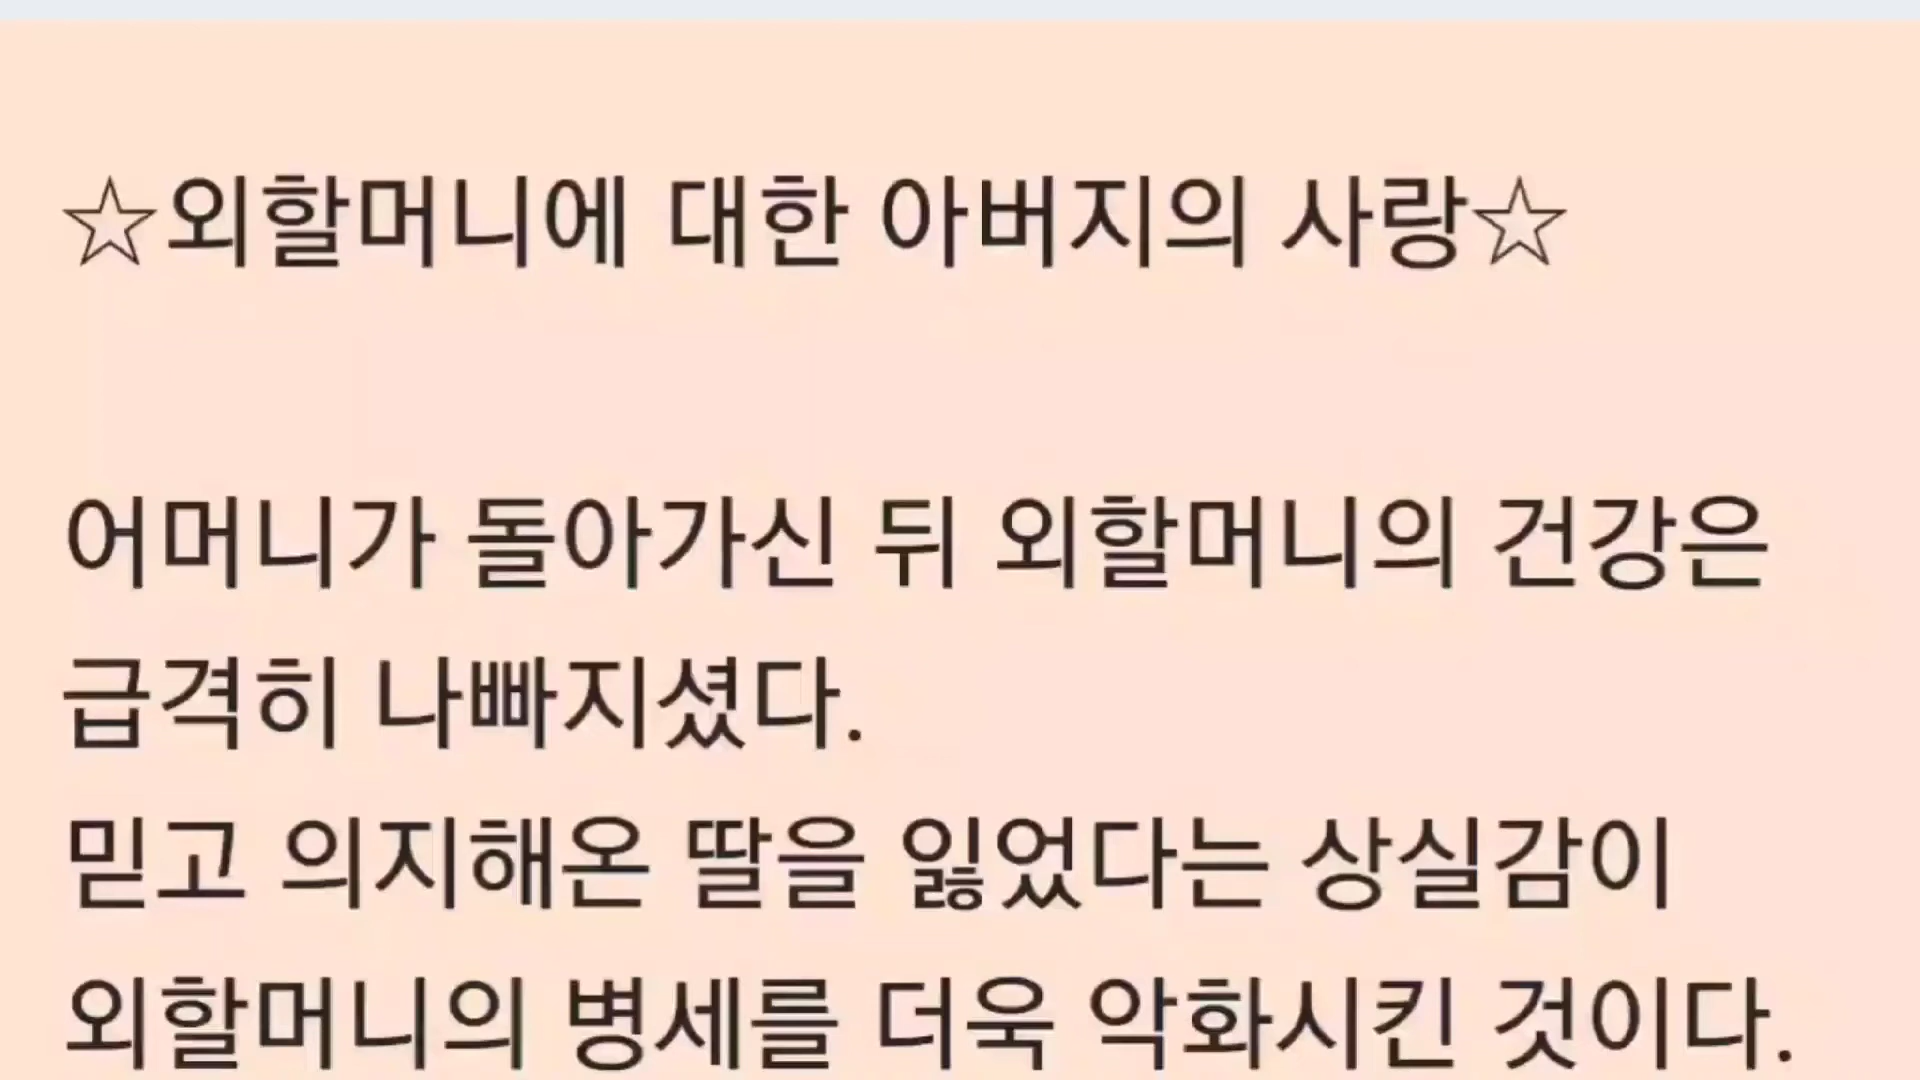 ☆외할머니에 대한 아버지의 사랑☆
어머니가 돌아가신 뒤 외할머니의 건강은
급격히 나빠지셨다.
믿고 의지해온 딸을 잃었다는 상실감이
외할머니의 병세를 더욱 악화시킨 것이다.